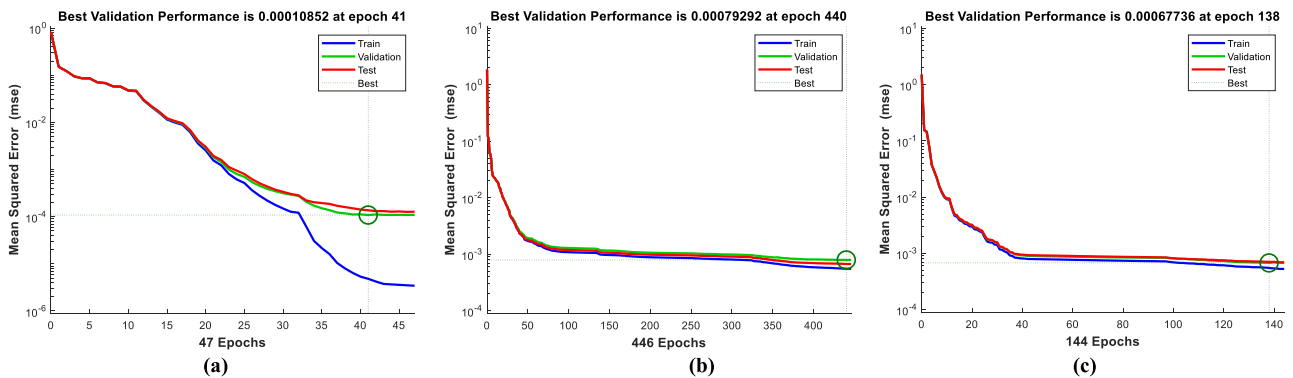 Best Validation Performance is 0.00010852 at epoch 41
Mean Squared Error (mse)
10^0
10^-2
10^-4
10^-6
Train
Validation
Test
Best
0 5 10 15 20 25 30 35 40 45
47 Epochs
(a)
Best Validation Performance is 0.00079292 at epoch 440
Mean Squared Error (mse)
10^1
10^0
10^-1
10^-2
10^-3
10^-4
Train
Validation
Test
Best
0 50 100 150 200 250 300 350 400
446 Epochs
(b)
Best Validation Performance is 0.00067736 at epoch 138
Mean Squared Error (mse)
10^1
10^0
10^-1
10^-2
10^-3
10^-4
Train
Validation
Test
Best
0 20 40 60 80 100 120 140
144 Epochs
(c)